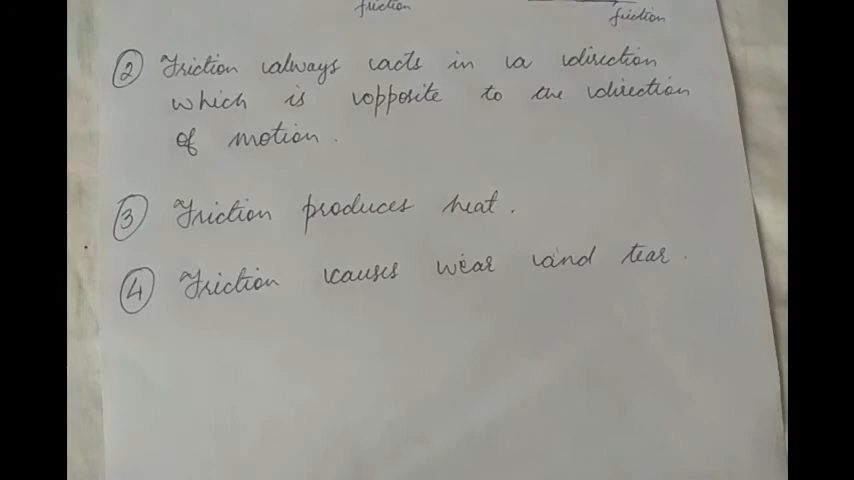 friction friction
② Friction always acts in a direction
which is opposite to the direction
of motion.
③ Friction produces heat.
④ Friction causes wear and tear.